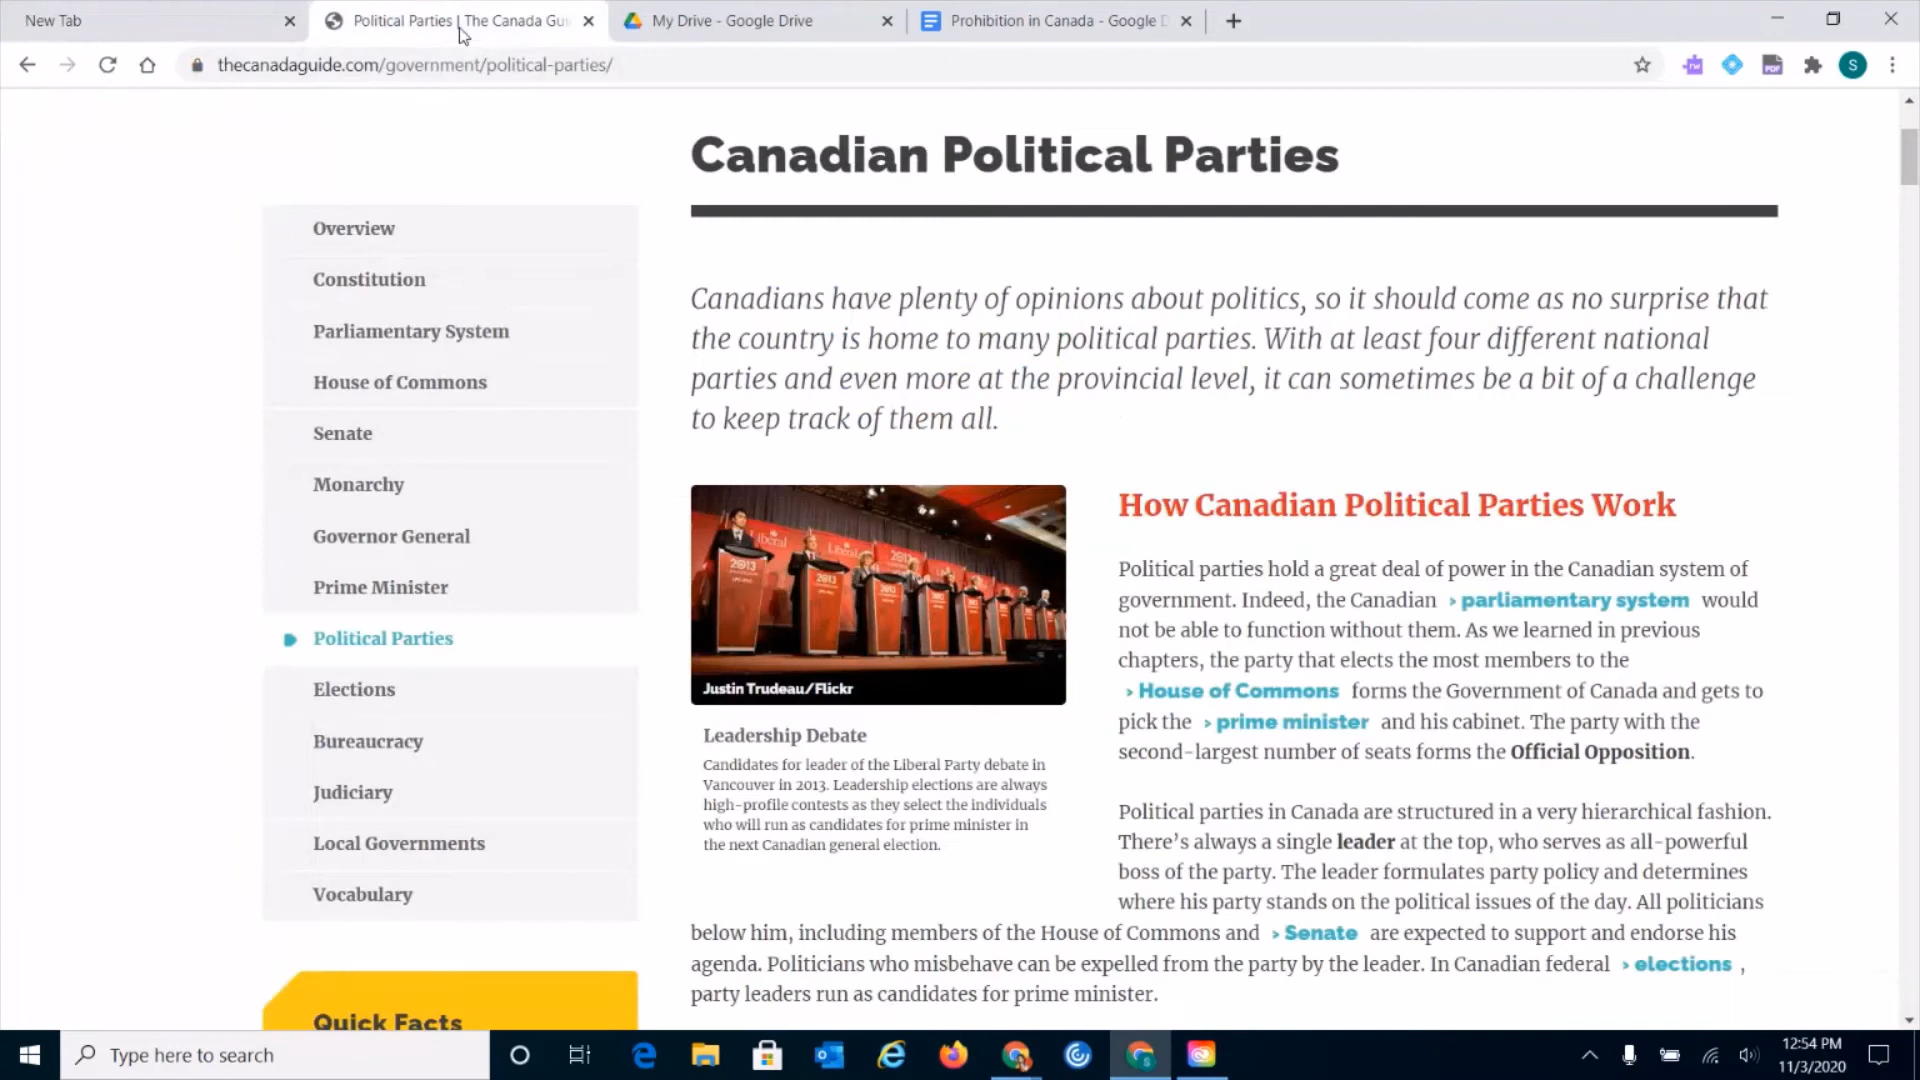 New Tab
Political Parties | The Canada Gui
My Drive - Google Drive
Prohibition in Canada - Google D
thecanadaguide.com/government/political-parties/
S
Canadian Political Parties
Overview
Constitution
Parliamentary System
House of Commons
Senate
Monarchy
Governor General
Prime Minister
Political Parties
Elections
Bureaucracy
Judiciary
Local Governments
Vocabulary
Quick Facts
Canadians have plenty of opinions about politics, so it should come as no surprise that
the country is home to many political parties. With at least four different national
parties and even more at the provincial level, it can sometimes be a bit of a challenge
to keep track of them all.
Liberal
Liberal
2013
2013
2013
2013
2013
Justin Trudeau/Flickr
Leadership Debate
Candidates for leader of the Liberal Party debate in
Vancouver in 2013. Leadership elections are always
high-profile contests as they select the individuals
who will run as candidates for prime minister in
the next Canadian general election.
How Canadian Political Parties Work
Political parties hold a great deal of power in the Canadian system of
government. Indeed, the Canadian › parliamentary system would
not be able to function without them. As we learned in previous
chapters, the party that elects the most members to the
› House of Commons forms the Government of Canada and gets to
pick the › prime minister and his cabinet. The party with the
second-largest number of seats forms the Official Opposition.
Political parties in Canada are structured in a very hierarchical fashion.
There's always a single leader at the top, who serves as all-powerful
boss of the party. The leader formulates party policy and determines
where his party stands on the political issues of the day. All politicians
below him, including members of the House of Commons and › Senate are expected to support and endorse his
agenda. Politicians who misbehave can be expelled from the party by the leader. In Canadian federal › elections ,
party leaders run as candidates for prime minister.
Type here to search
12:54 PM
11/3/2020